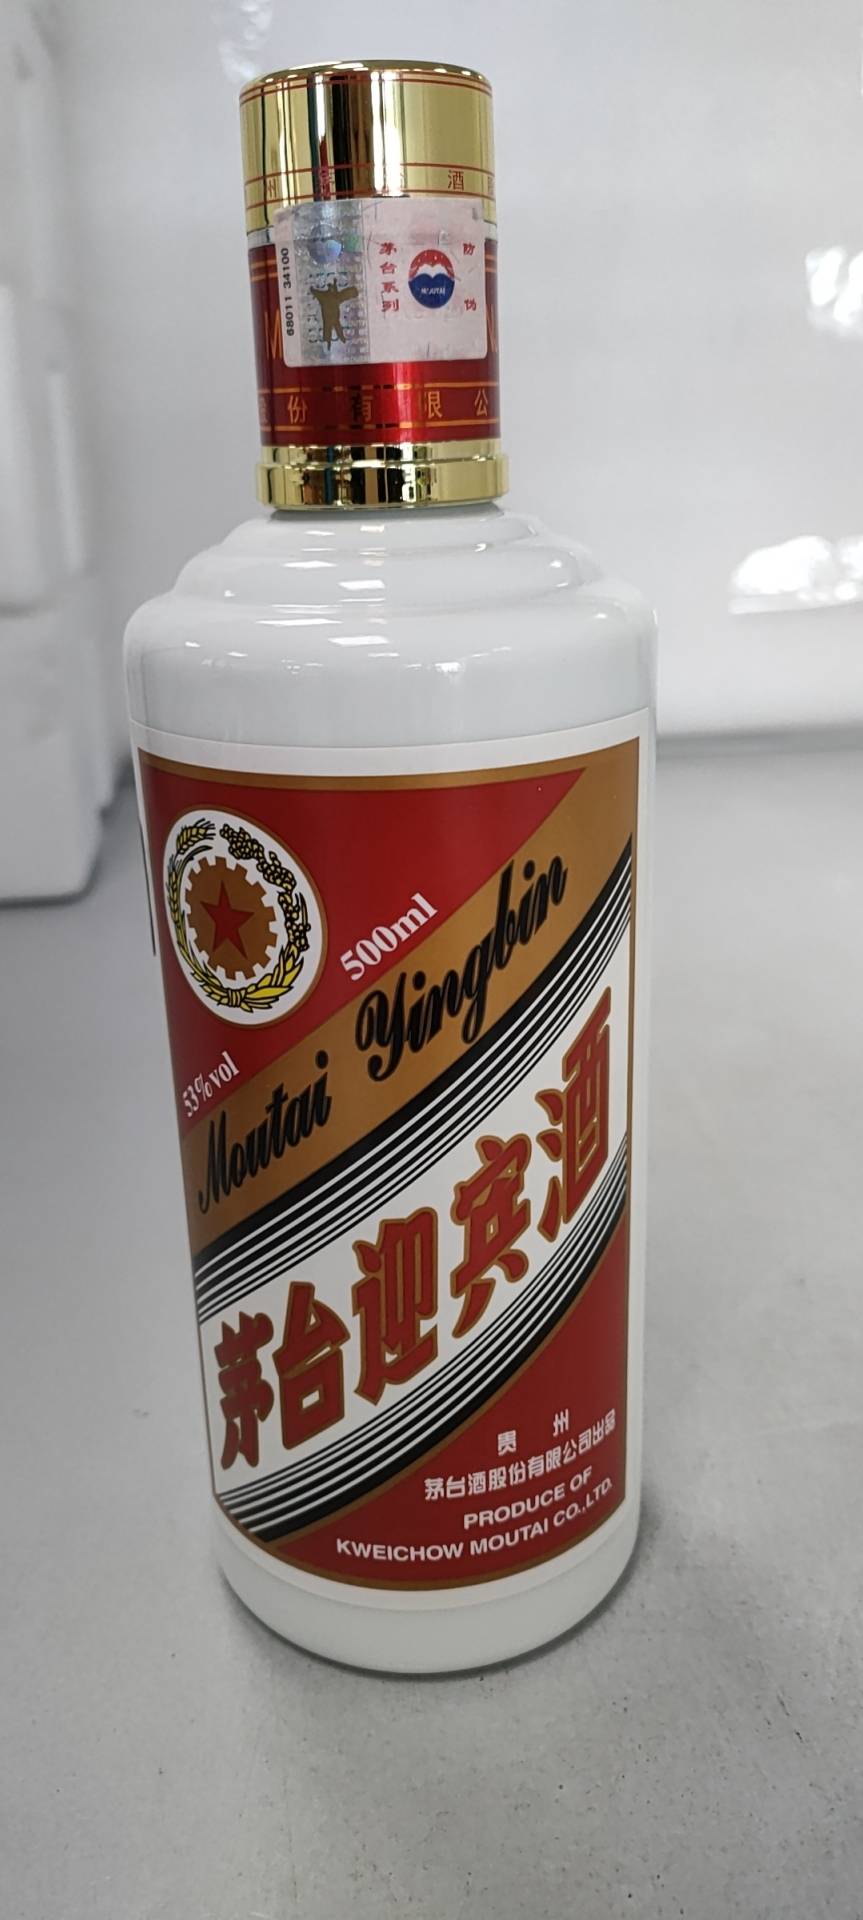 酒
68011 34100
茅台系列
防伪
MOUTAI
份有限公
500ml
53%vol
Moutai Yingbin
茅台迎宾酒
贵州
茅台酒股份有限公司出品
PRODUCE OF
KWEICHOW MOUTAI CO.,LTD.